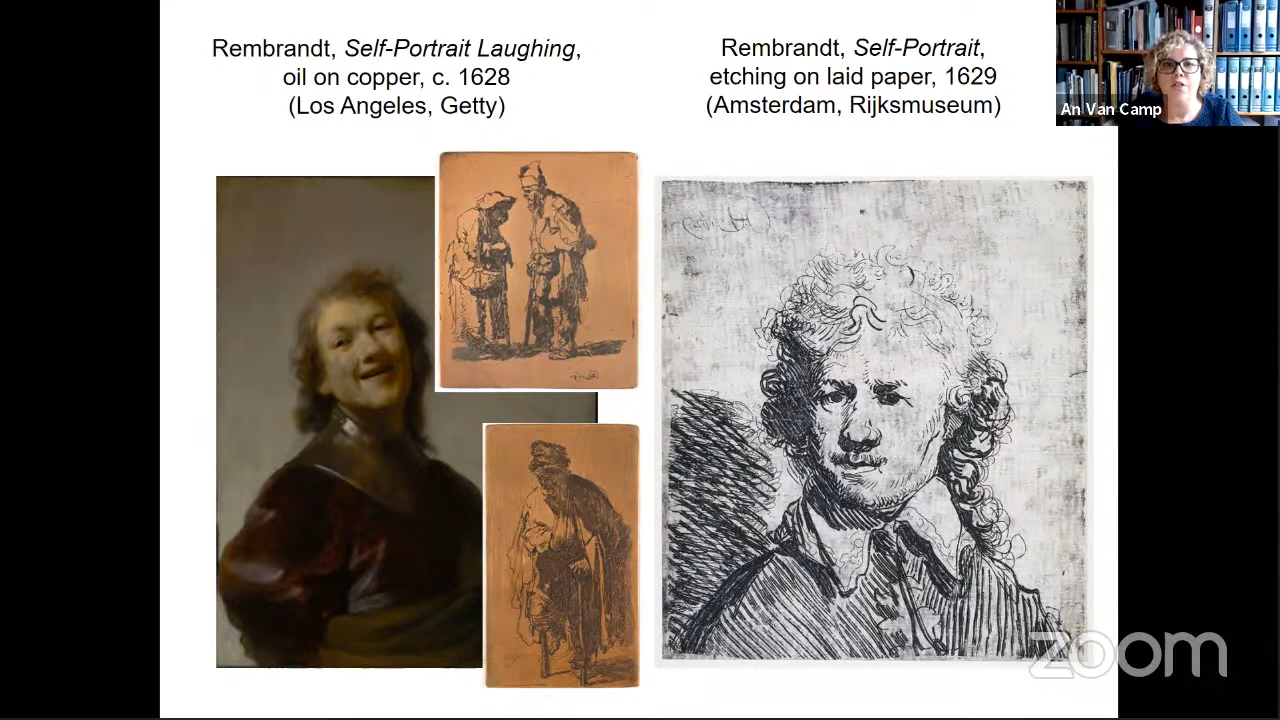 Rembrandt, Self-Portrait Laughing,
oil on copper, c. 1628
(Los Angeles, Getty)
Rembrandt, Self-Portrait,
etching on laid paper, 1629
(Amsterdam, Rijksmuseum)
An Van Camp
zoom